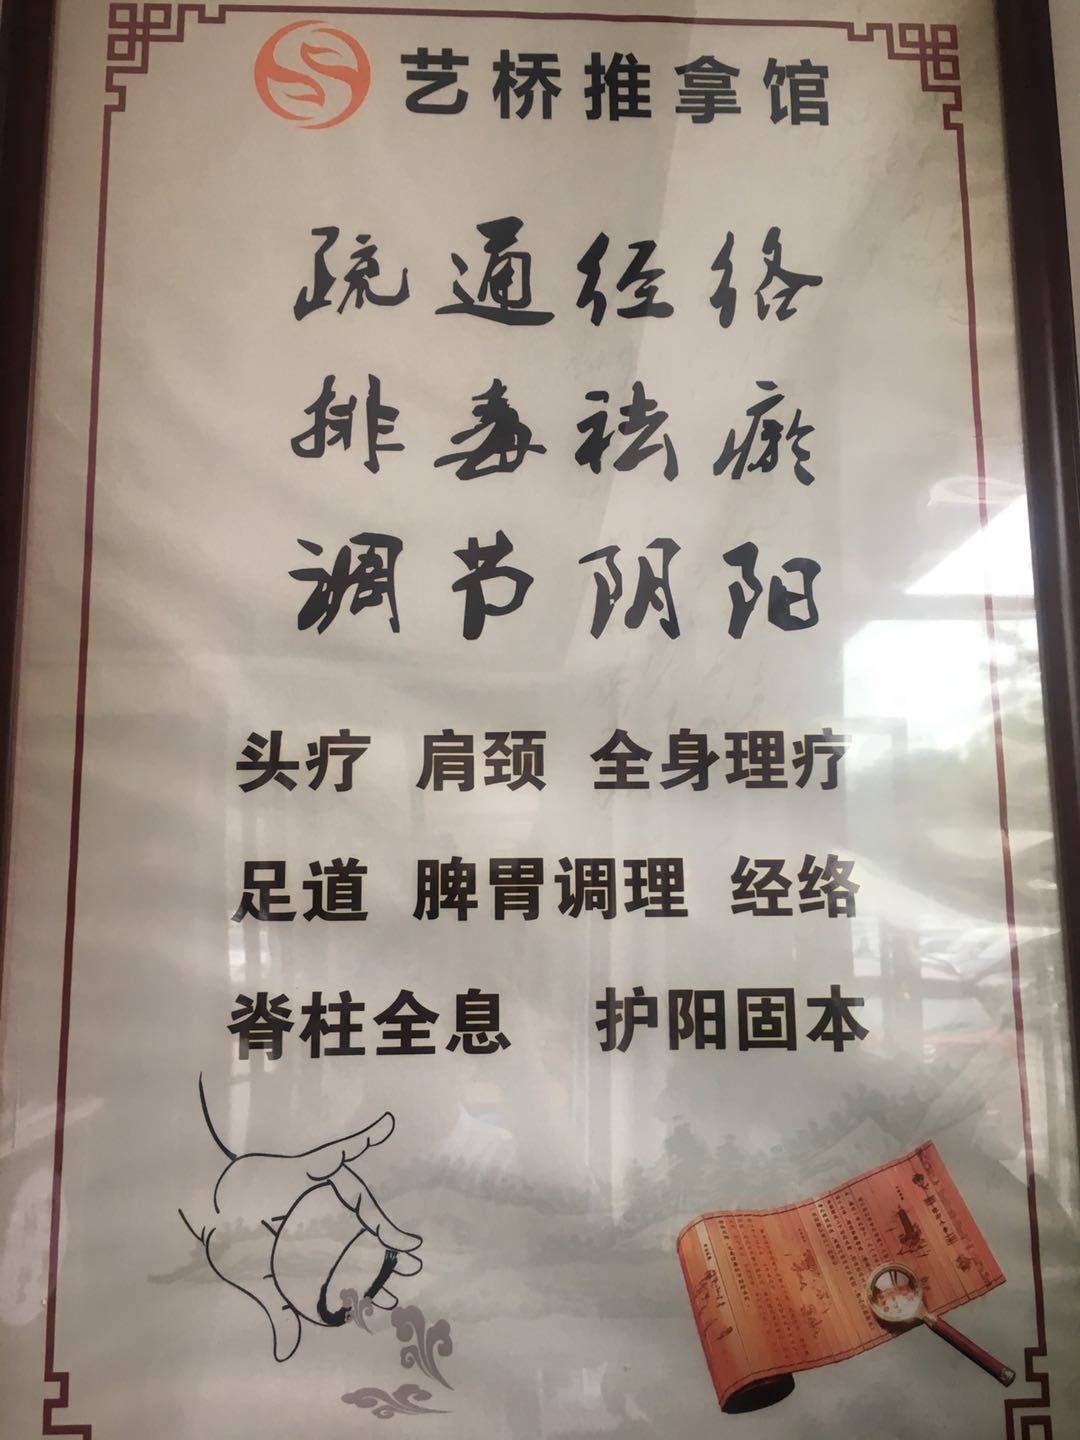 艺桥推拿馆
疏通经络
排毒祛瘀
调节阴阳
头疗 肩颈 全身理疗
足道 脾胃调理 经络
脊柱全息 护阳固本